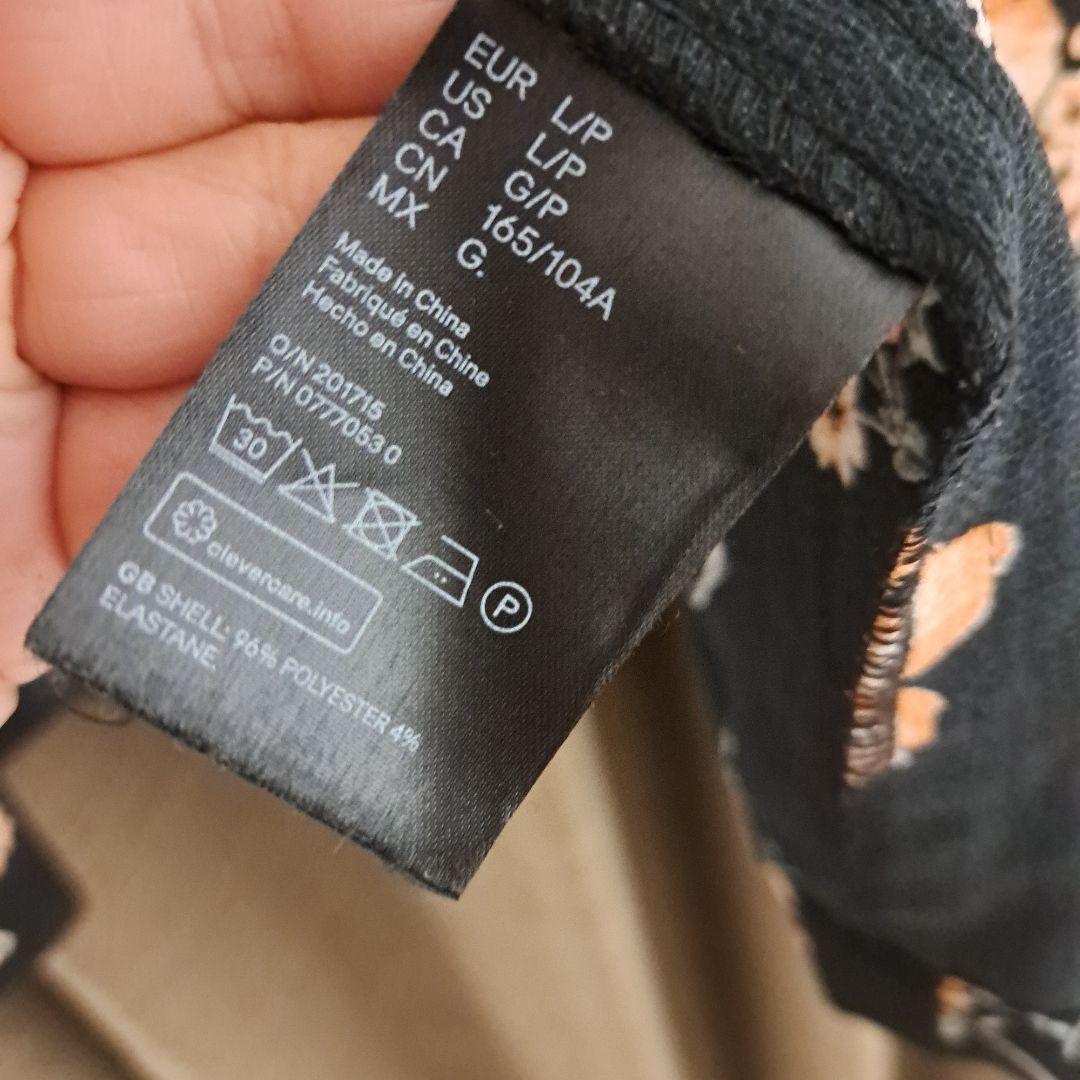 EUR L/P
US L/P
CA G/P
CN 165/104A
MX G.
Made in China
Fabriqué en Chine
Hecho en China
O/N 201715
P/N 0777053 0
30
P
clevercare.info
GB SHELL: 96% POLYESTER 4%
ELASTANE.